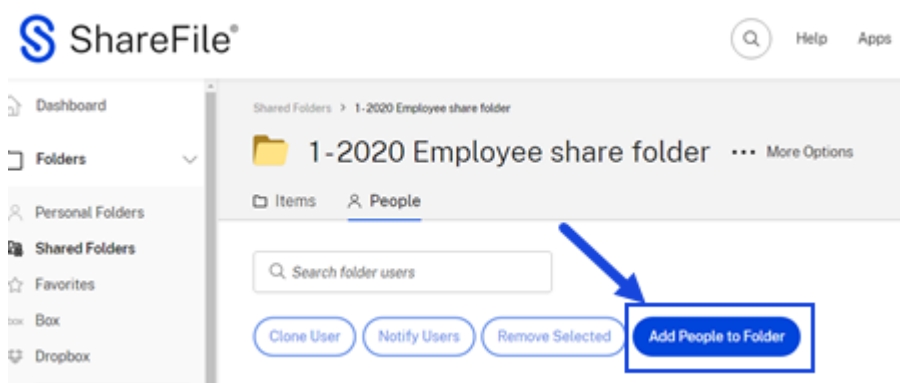 ShareFile®
Help Apps
Dashboard
Folders
Personal Folders
Shared Folders
Favorites
Box
Dropbox
Shared Folders > 1-2020 Employee share folder
1-2020 Employee share folder ••• More Options
Items People
Search folder users
Clone User Notify Users Remove Selected Add People to Folder